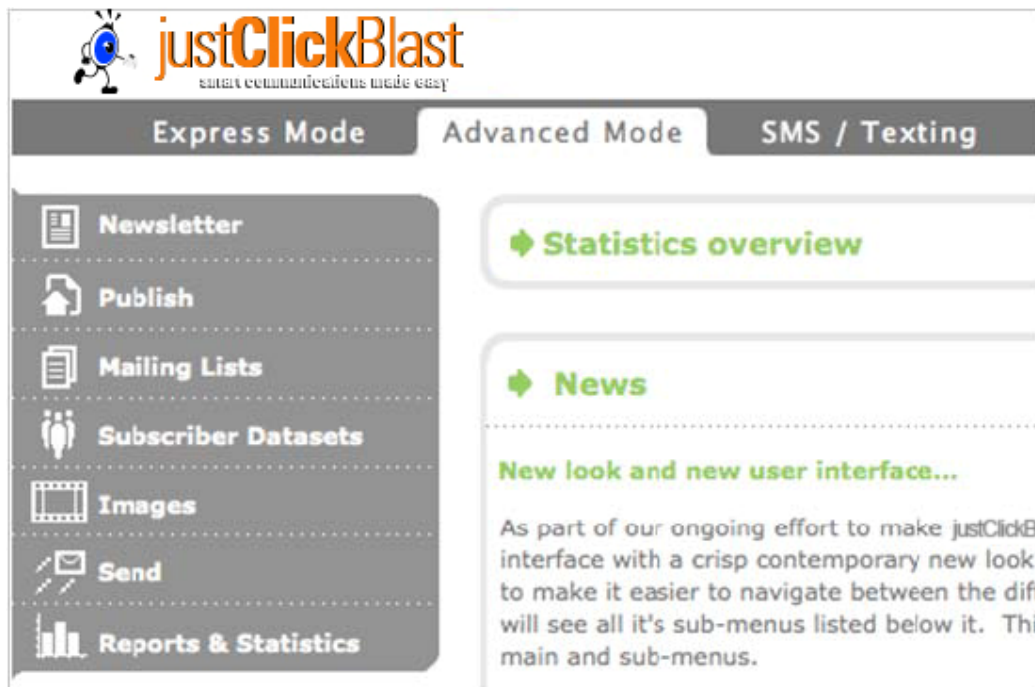 justClickBlast
smart communications made easy
Express Mode
Advanced Mode
SMS / Texting
Newsletter
Publish
Mailing Lists
Subscriber Datasets
Images
Send
Reports & Statistics
Statistics overview
News
New look and new user interface...
As part of our ongoing effort to make justClickB
interface with a crisp contemporary new look
to make it easier to navigate between the diff
will see all it's sub-menus listed below it. Thi
main and sub-menus.